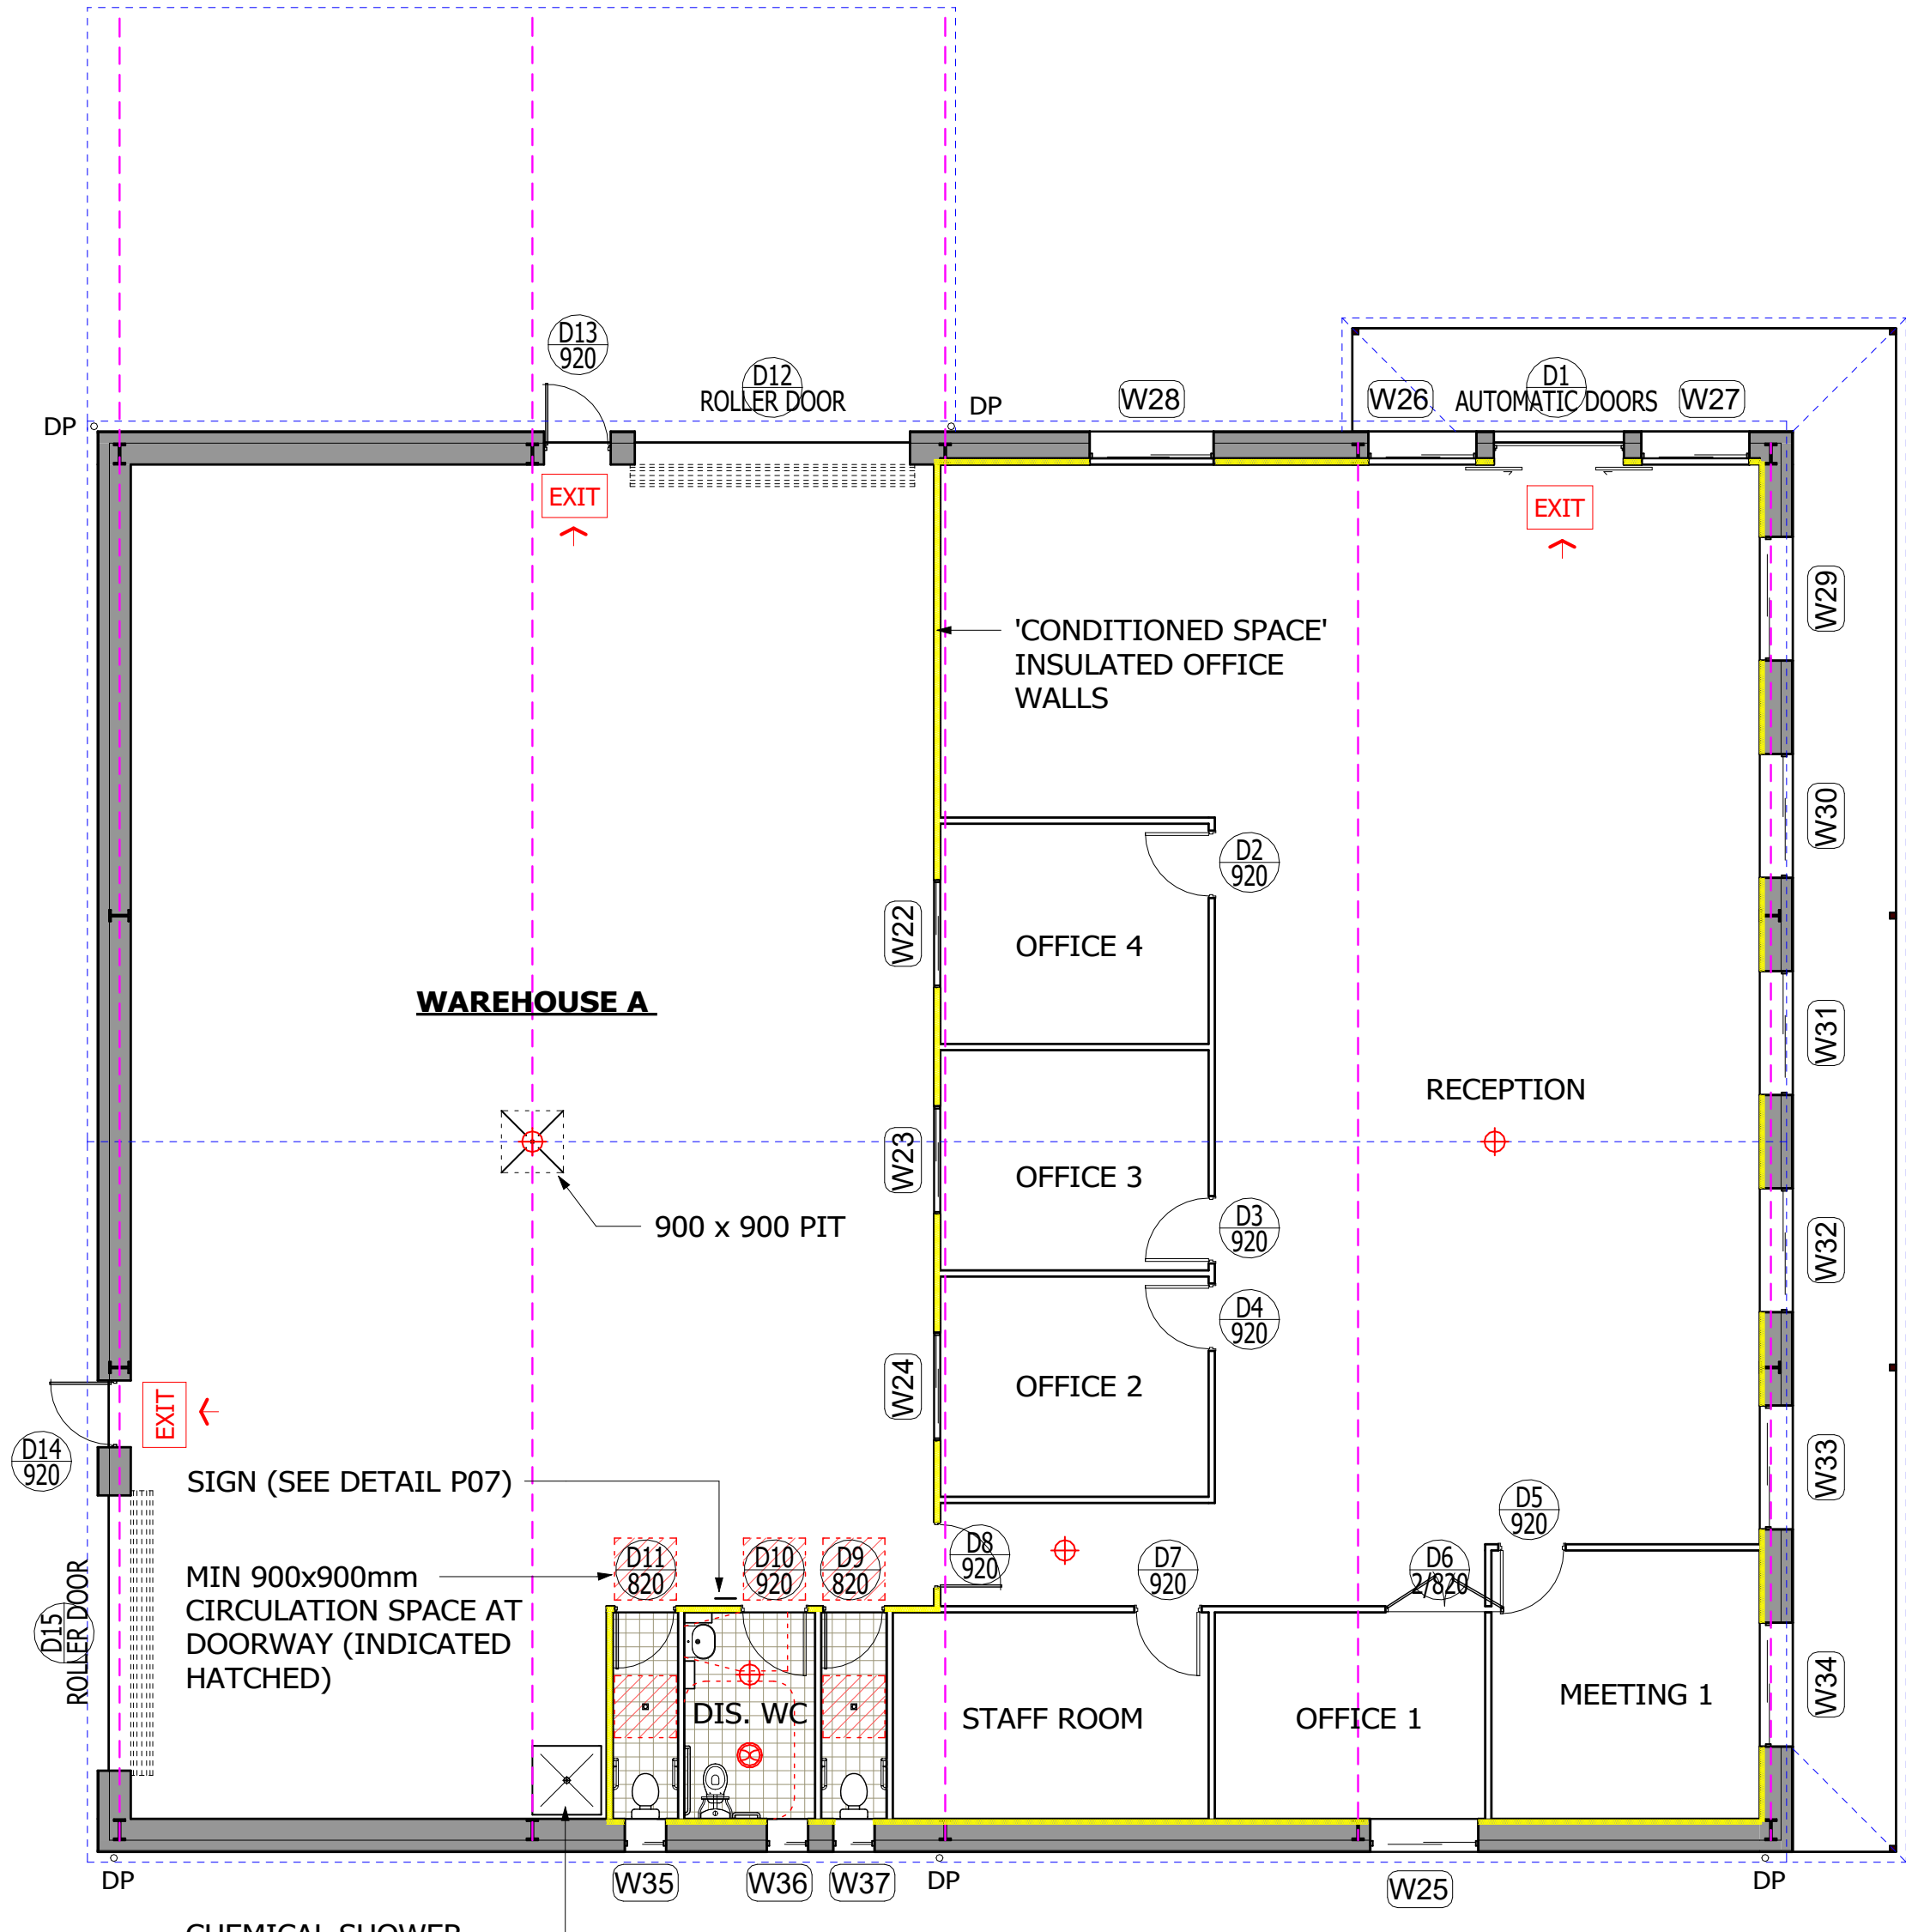 D13
920
D12
ROLLER DOOR
DP
DP
W28
W26
D1
AUTOMATIC DOORS
W27
EXIT
EXIT
W29
'CONDITIONED SPACE'
INSULATED OFFICE
WALLS
W30
D2
920
W22
OFFICE 4
WAREHOUSE A
W31
RECEPTION
W23
OFFICE 3
900 x 900 PIT
D3
920
W32
D4
920
W24
OFFICE 2
EXIT
D14
920
SIGN (SEE DETAIL P07)
W33
D5
920
MIN 900x900mm
CIRCULATION SPACE AT
DOORWAY (INDICATED
HATCHED)
D11
820
D10
920
D9
820
D8
920
D7
920
D6
2/820
D15
ROLLER DOOR
DIS. WC
STAFF ROOM
OFFICE 1
MEETING 1
W34
DP
W35
W36
W37
DP
W25
DP
CHEMICAL SHOWER